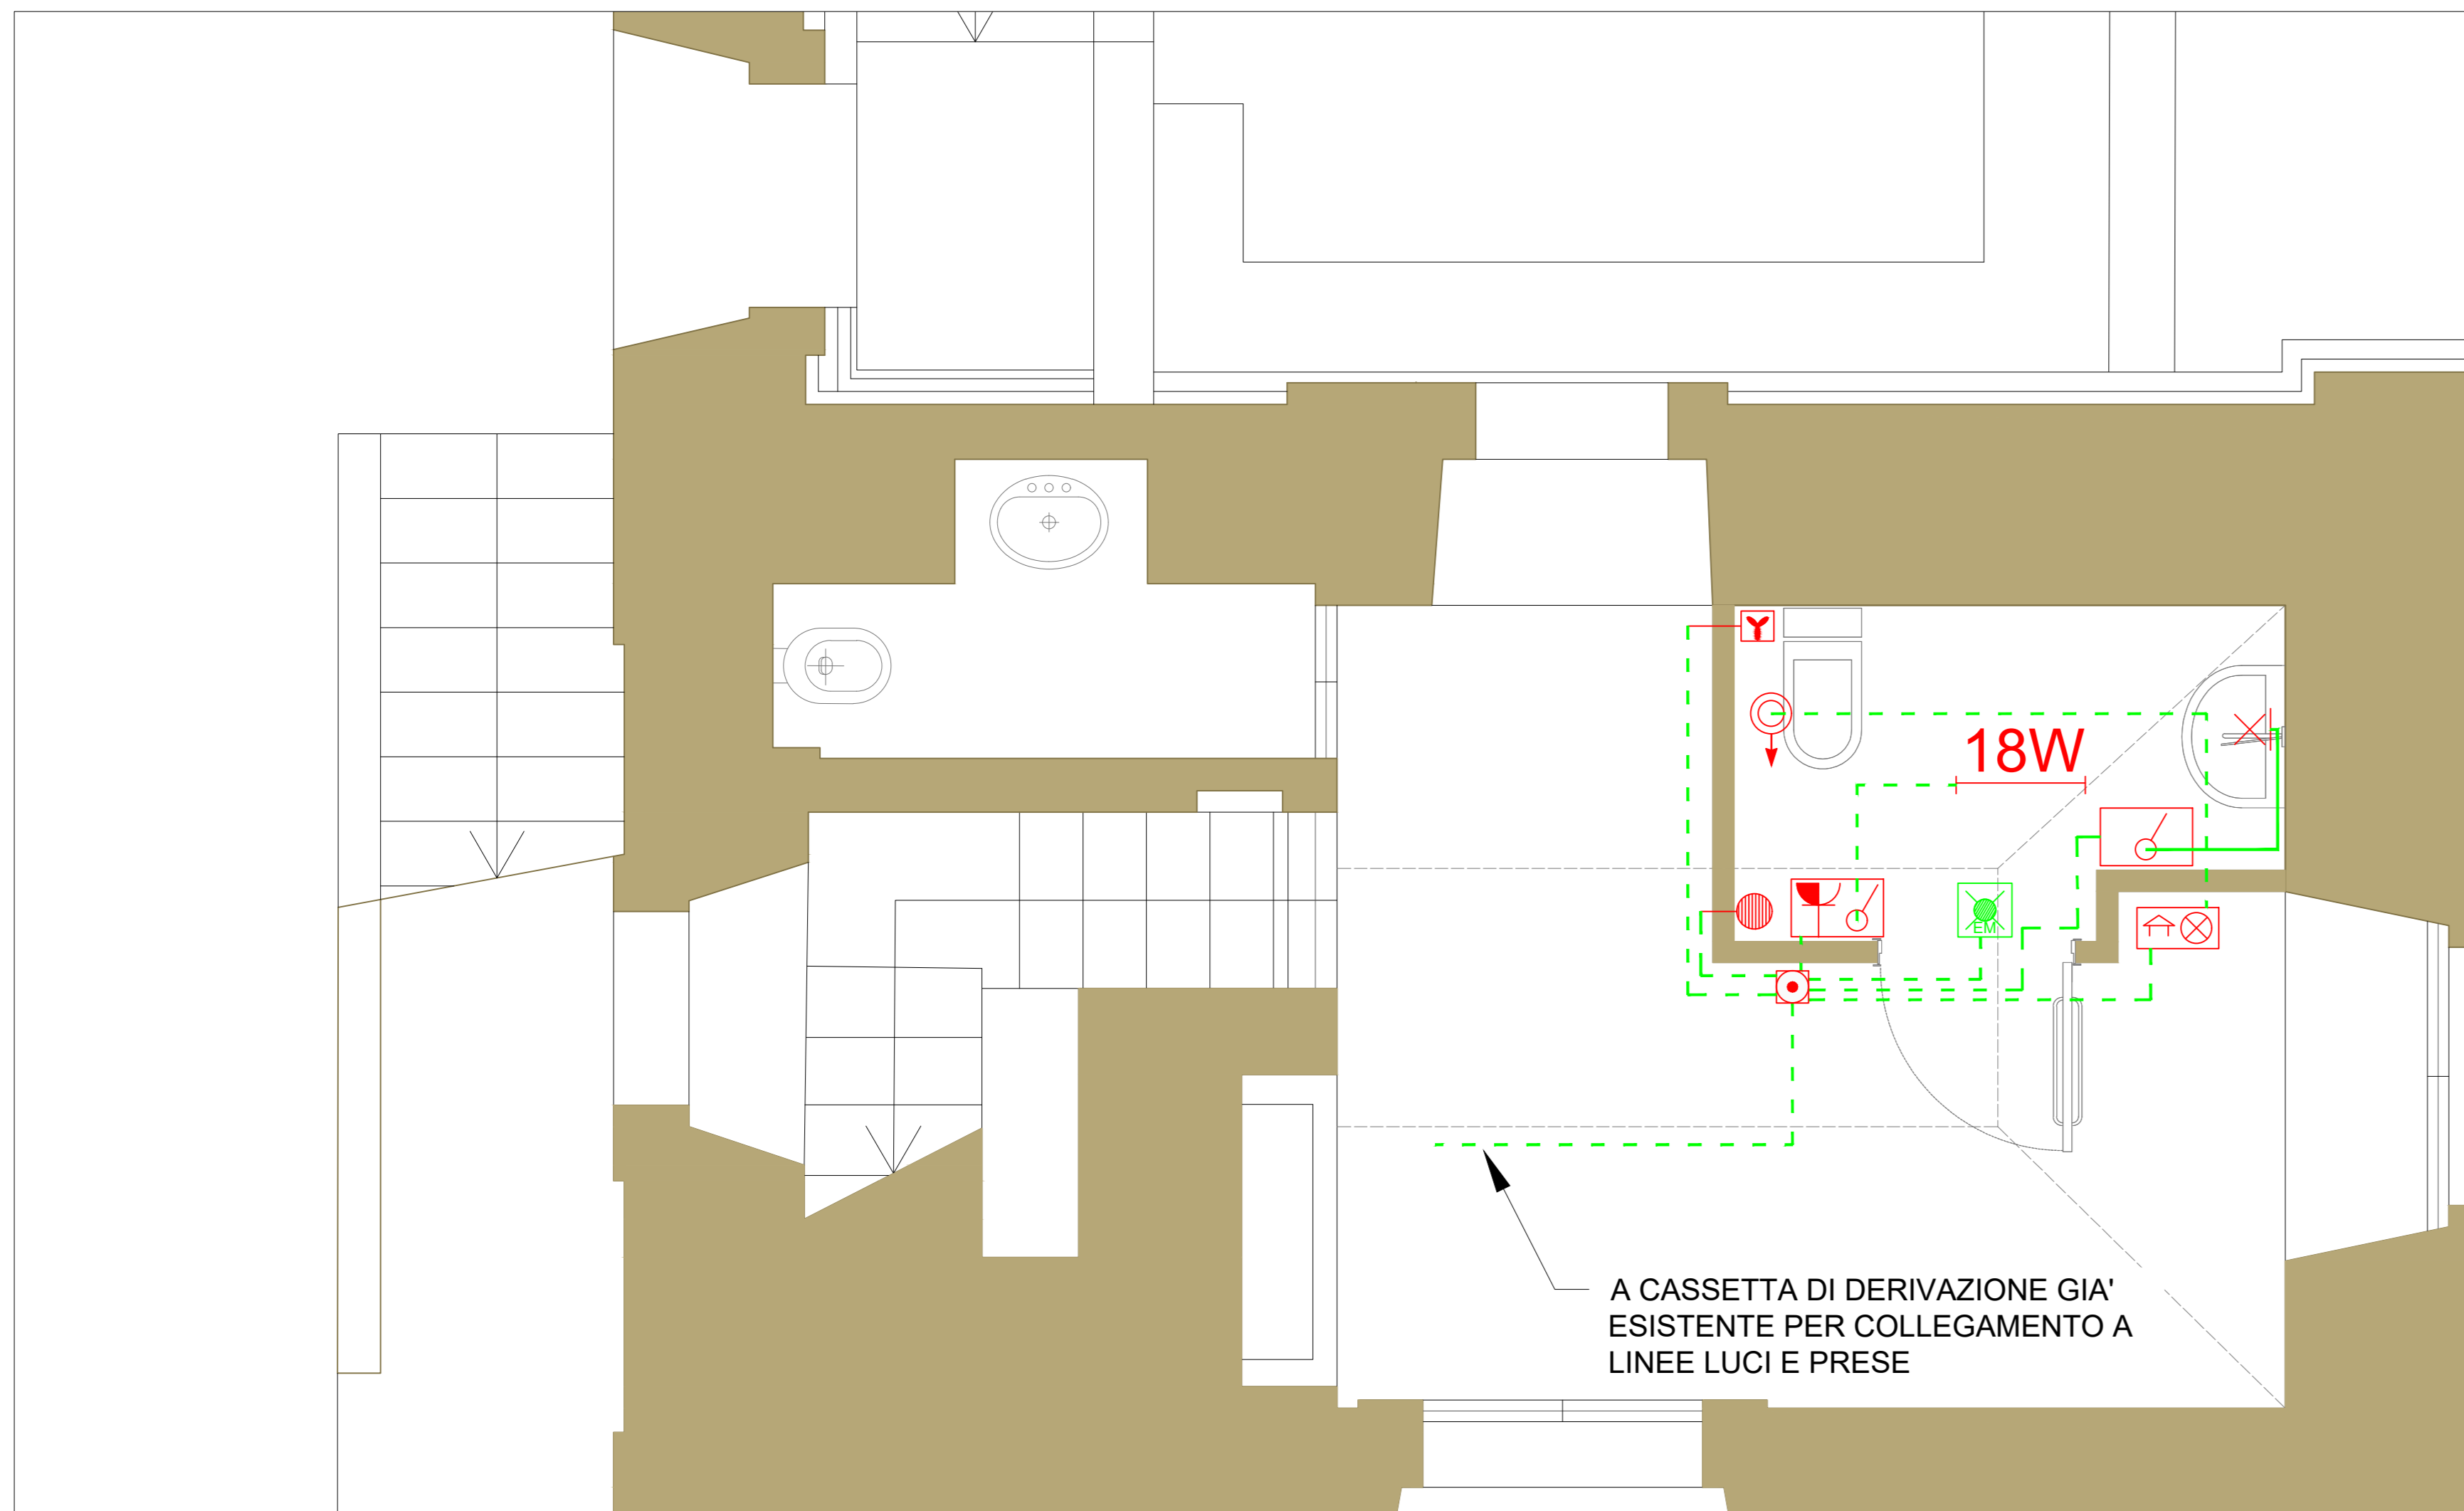 18W
EM
A CASSETTA DI DERIVAZIONE GIA'
ESISTENTE PER COLLEGAMENTO A
LINEE LUCI E PRESE